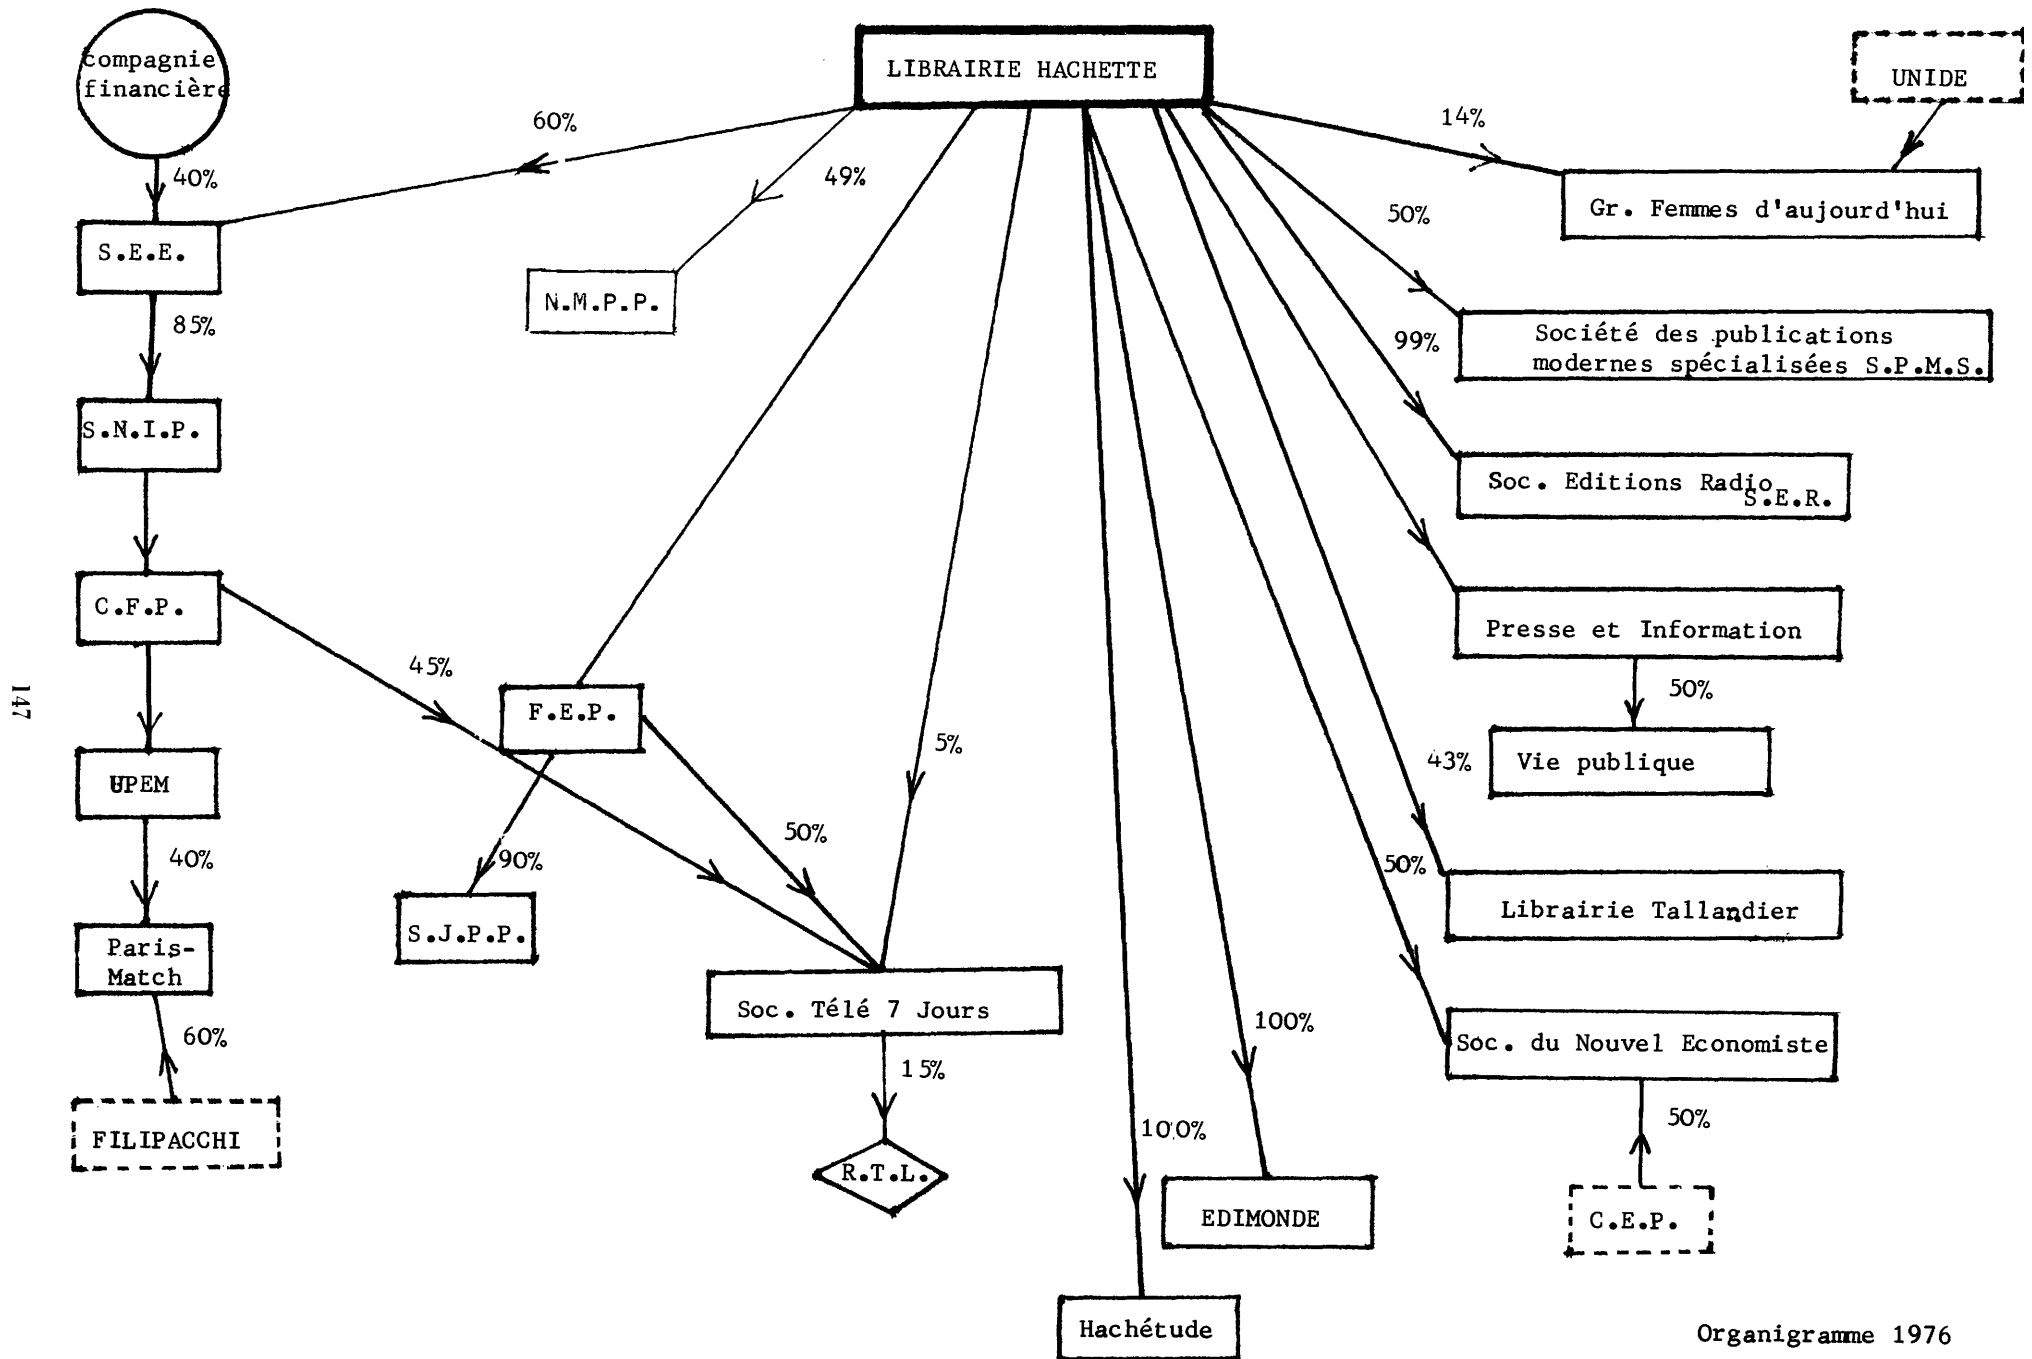 compagnie
financière
LIBRAIRIE HACHETTE
UNIDE
60%
14%
40%
49%
50%
Gr. Femmes d'aujourd'hui
S.E.E.
N.M.P.P.
85%
99%
Société des publications
modernes spécialisées S.P.M.S.
S.N.I.P.
Soc. Editions Radio
S.E.R.
C.F.P.
Presse et Information
45%
50%
147
F.E.P.
5%
43%
Vie publique
UPEM
50%
40%
90%
50%
S.J.P.P.
Librairie Tallandier
Paris-
Match
Soc. Télé 7 Jours
60%
100%
Soc. du Nouvel Economiste
15%
50%
FILIPACCHI
100%
R.T.L.
EDIMONDE
C.E.P.
Hachétude
Organigramme 1976